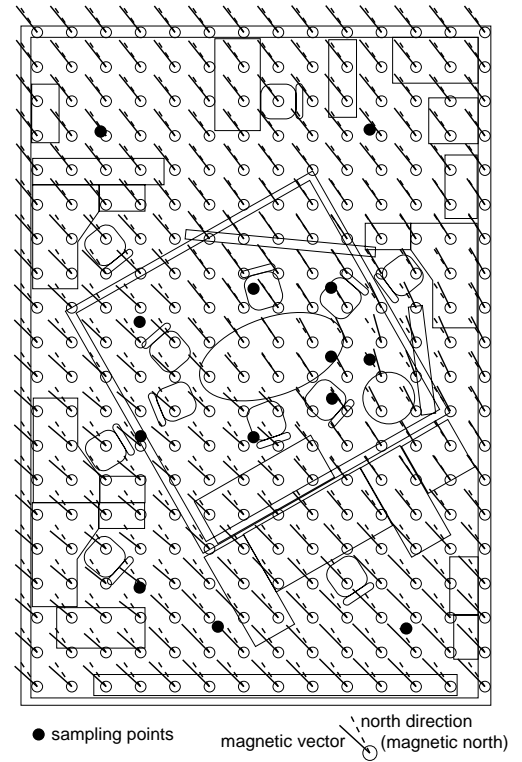 sampling points
magnetic vector
north direction
(magnetic north)